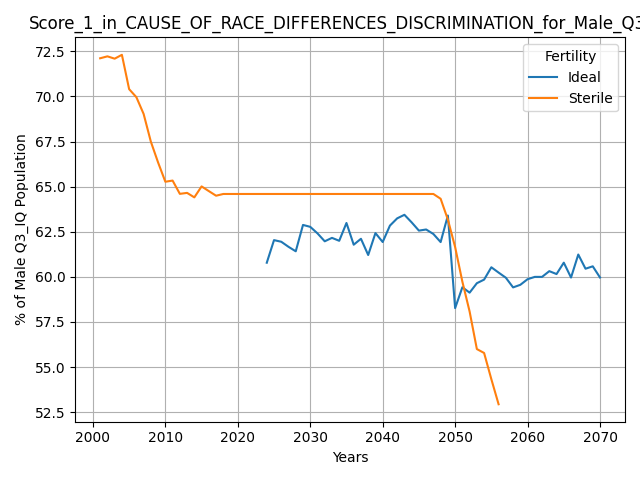 Score_1_in_CAUSE_OF_RACE_DIFFERENCES_DISCRIMINATION_for_Male_Q3
Fertility
Ideal
Sterile
% of Male Q3_IQ Population
72.5
70.0
67.5
65.0
62.5
60.0
57.5
55.0
52.5
2000 2010 2020 2030 2040 2050 2060 2070
Years